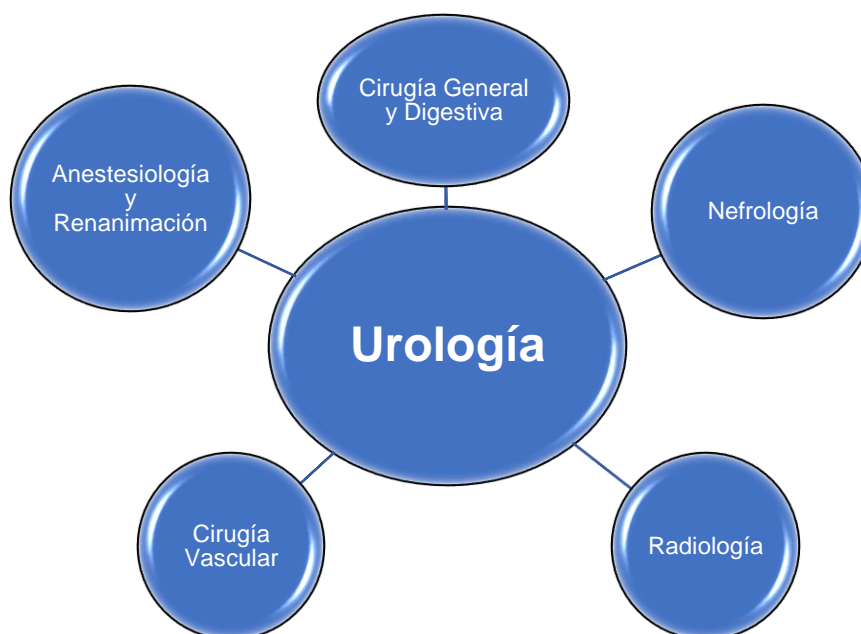 Cirugía General
y Digestiva
Anestesiología
y
Renanimación
Nefrología
Urología
Cirugía
Vascular
Radiología